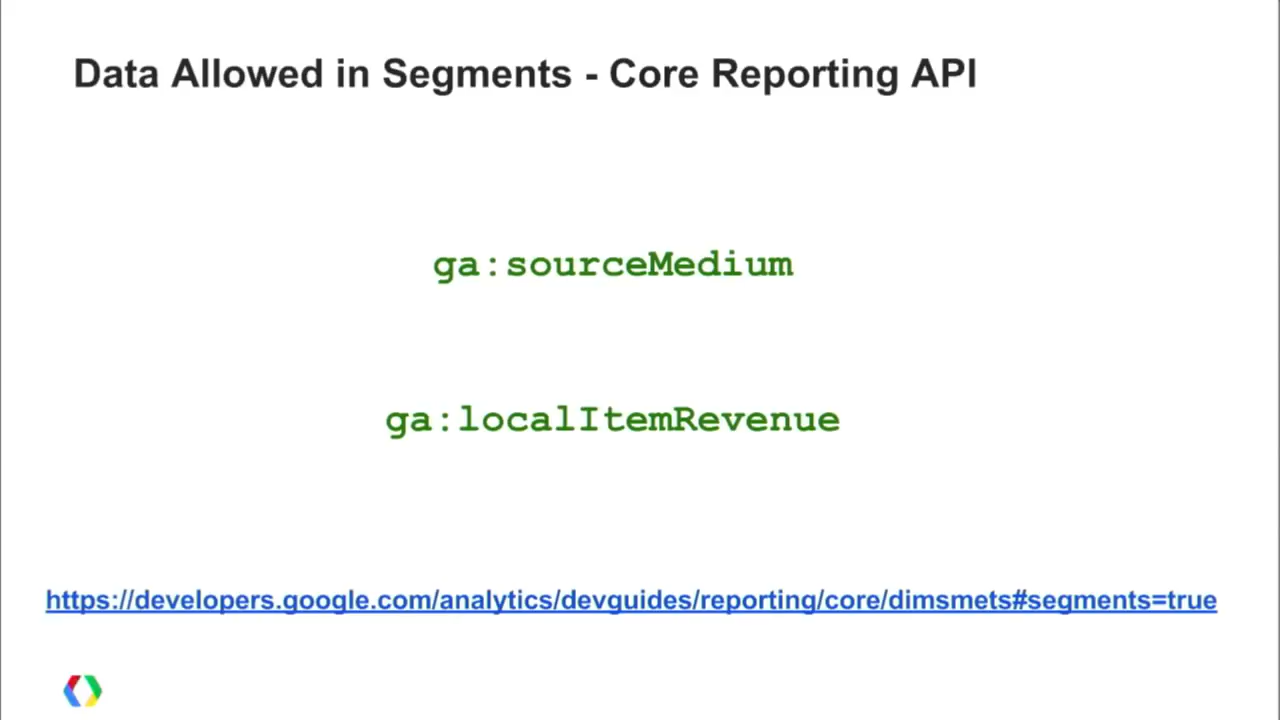 Data Allowed in Segments - Core Reporting API
ga:sourceMedium
ga:localItemRevenue
https://developers.google.com/analytics/devguides/reporting/core/dimsmets#segments=true